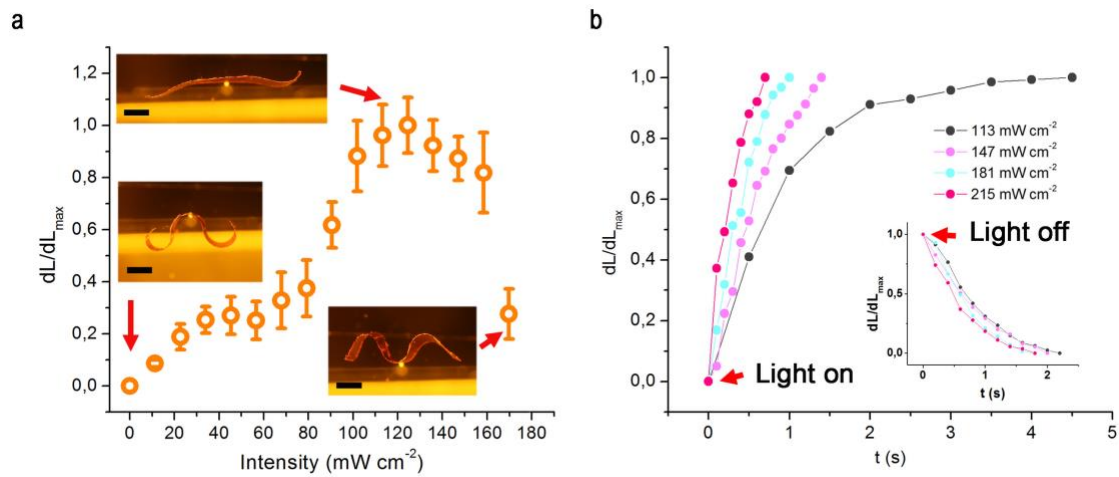 a
dL/dL_max
1,2
1,0
0,8
0,6
0,4
0,2
0,0
0 20 40 60 80 100 120 140 160 180
Intensity (mW cm⁻²)
b
dL/dL_max
1,0
0,8
0,6
0,4
0,2
0,0
113 mW cm⁻²
147 mW cm⁻²
181 mW cm⁻²
215 mW cm⁻²
Light on
dL/dL_max
1,0
0,5
0,0
Light off
0 1 2
t (s)
0 1 2 3 4 5
t (s)